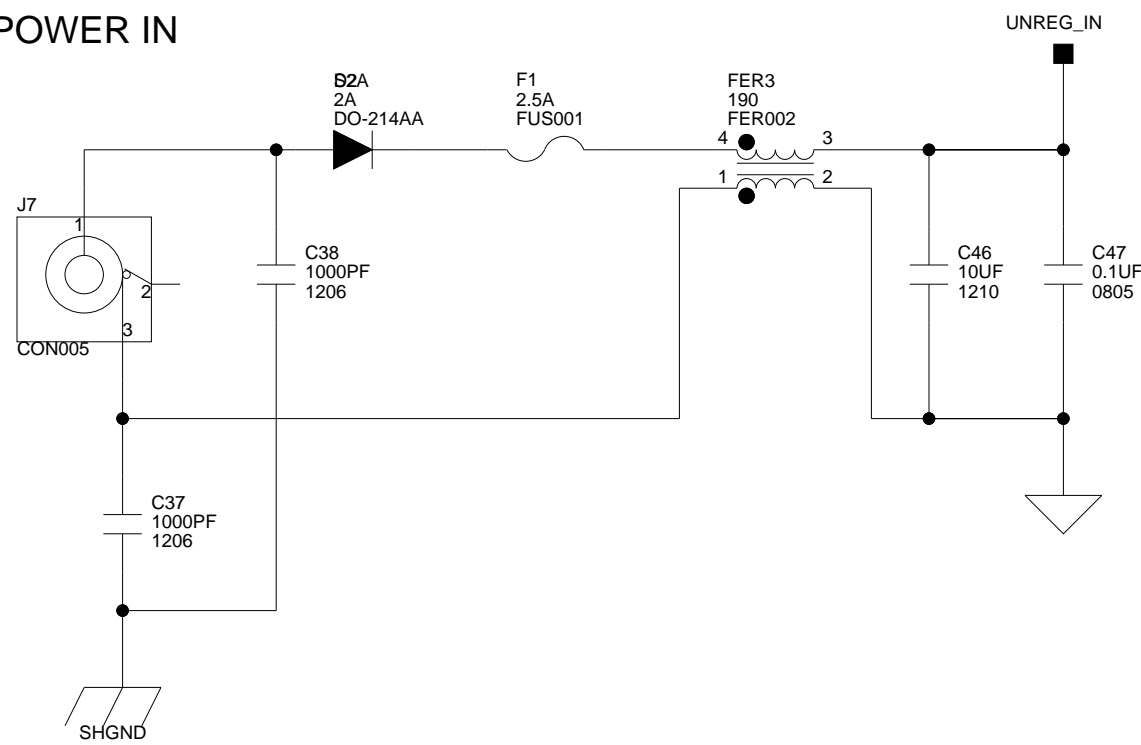 POWER IN
UNREG_IN
D2
S2A
2A
DO-214AA
F1
2.5A
FUS001
FER3
190
FER002
4
3
1
2
J7
1
2
3
CON005
C38
1000PF
1206
C46
10UF
1210
C47
0.1UF
0805
C37
1000PF
1206
SHGND